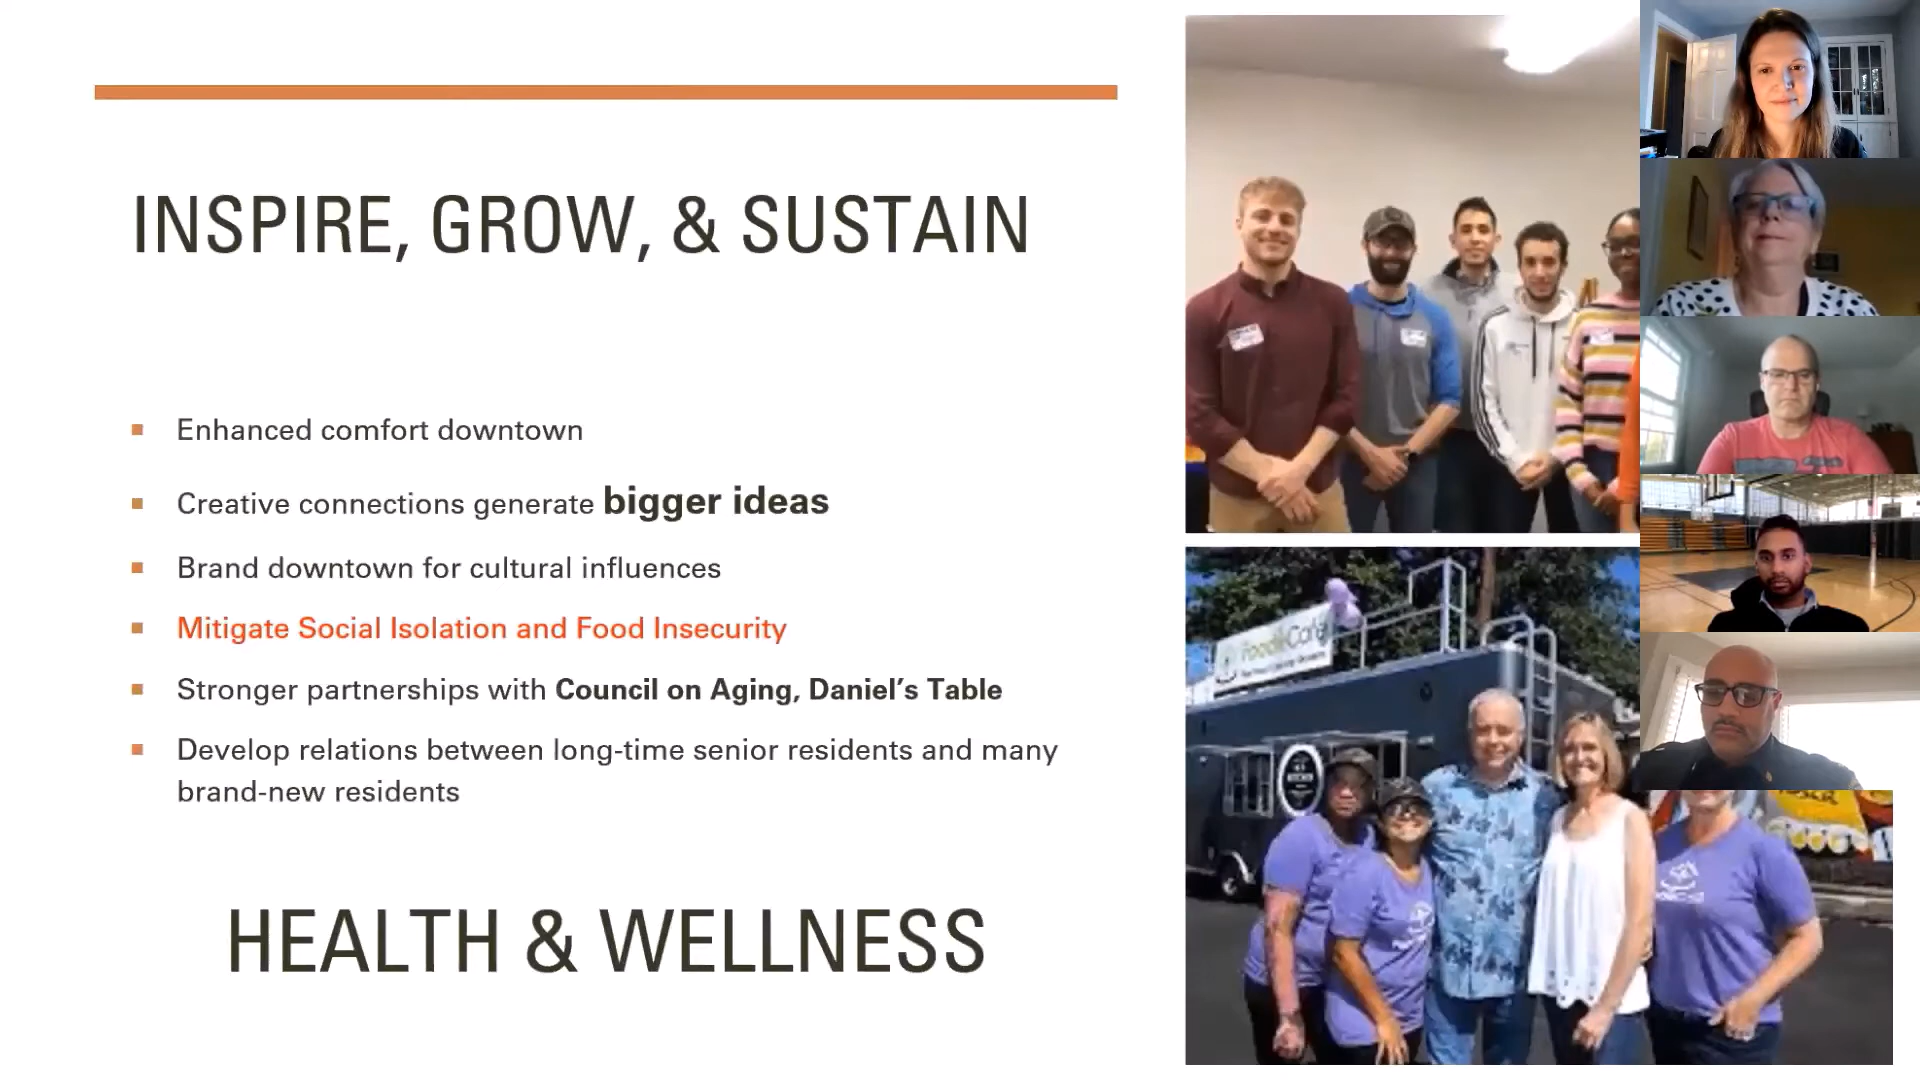 INSPIRE, GROW, & SUSTAIN
Enhanced comfort downtown
Creative connections generate bigger ideas
Brand downtown for cultural influences
Mitigate Social Isolation and Food Insecurity
Stronger partnerships with Council on Aging, Daniel’s Table
Develop relations between long-time senior residents and many
brand-new residents
HEALTH & WELLNESS